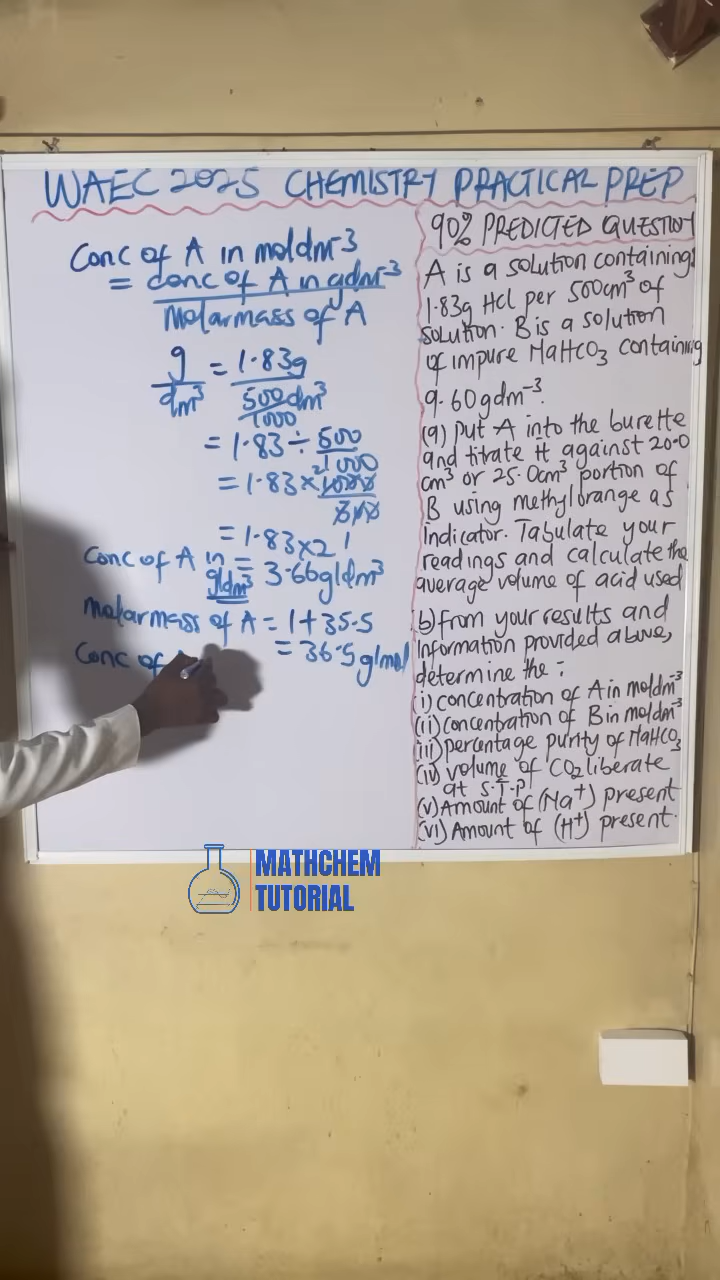 WAEC 2025 CHEMISTRY PRACTICAL PREP
Conc of A in moldm-3
= conc of A in gdm-3
Molarmass of A
g = 1.83g
dm3 500 dm3
1000
= 1.83 ÷ 500
1000
= 1.83 × 2 1000
500
= 1.83×2 1
Conc of A in =
g/dm3 3.66g/dm3
Molarmass of A = 1+35.5
= 36.5g/mol
Conc of
90% PREDICTED QUESTION
A is a solution containing
1.83g HCl per 500cm3 of
solution. B is a solution
of impure NaHCO3 containing
9.60gdm-3.
(a) Put A into the burette
and titrate it against 20.0
cm3 or 25.0cm3 portion of
B using methyl orange as
indicator. Tabulate your
readings and calculate the
average volume of acid used
b) from your results and
information provided above,
determine the :
(i) concentration of A in moldm-3
(ii) concentration of B in moldm-3
(iii) percentage purity of NaHCO3
(iv) volume of CO2 liberate
at S.T.P.
(v) Amount of (Na+) present
(vi) Amount of (H+) present.
MATHCHEM
TUTORIAL